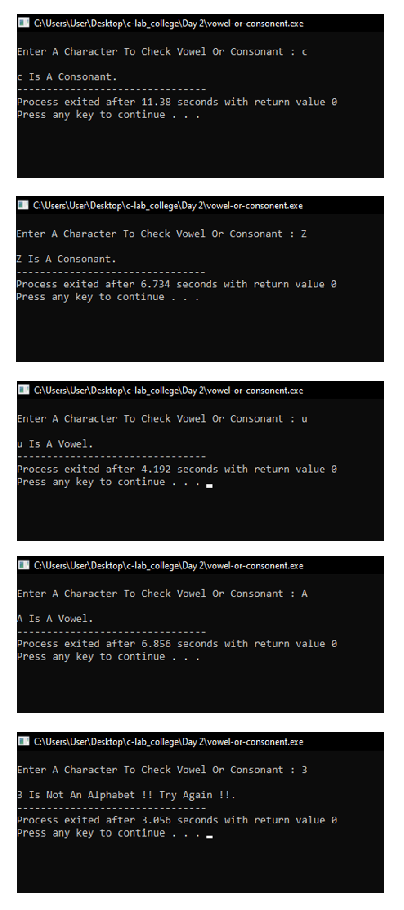 C:\Users\User\Desktop\c-lab_college\Day 2\vowel-or-consonent.exe
Enter A Character To Check Vowel Or Consonant : c
c Is A Consonant.
--------------------------------
Process exited after 11.38 seconds with return value 0
Press any key to continue . . .
C:\Users\User\Desktop\c-lab_college\Day 2\vowel-or-consonent.exe
Enter A Character To Check Vowel Or Consonant : Z
Z Is A Consonant.
--------------------------------
Process exited after 6.734 seconds with return value 0
Press any key to continue . . .
C:\Users\User\Desktop\c-lab_college\Day 2\vowel-or-consonent.exe
Enter A Character To Check Vowel Or Consonant : u
u Is A Vowel.
--------------------------------
Process exited after 4.192 seconds with return value 0
Press any key to continue . . .
C:\Users\User\Desktop\c-lab_college\Day 2\vowel-or-consonent.exe
Enter A Character To Check Vowel Or Consonant : A
A Is A Vowel.
--------------------------------
Process exited after 6.856 seconds with return value 0
Press any key to continue . . .
C:\Users\User\Desktop\c-lab_college\Day 2\vowel-or-consonent.exe
Enter A Character To Check Vowel Or Consonant : 3
3 Is Not An Alphabet !! Try Again !!.
--------------------------------
Process exited after 3.056 seconds with return value 0
Press any key to continue . . .